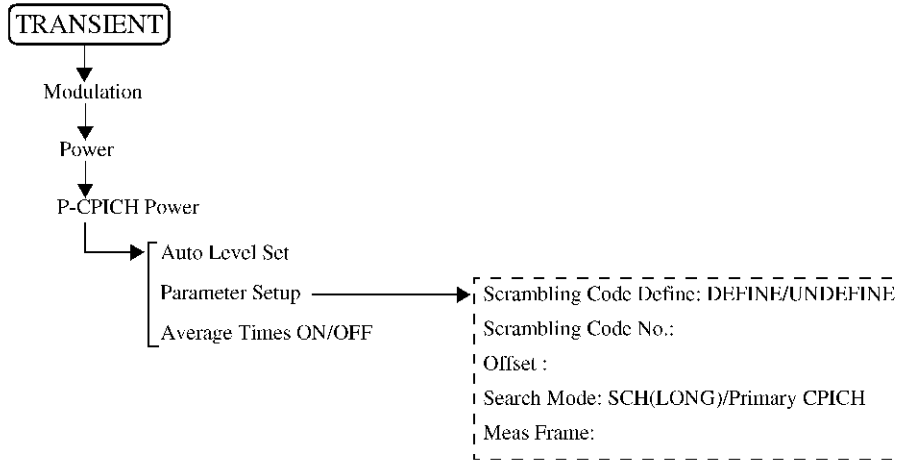 TRANSIENT
Modulation
Power
P-CPICH Power
Auto Level Set
Parameter Setup
Average Times ON/OFF
Scrambling Code Define: DEFINE/UNDEFINE
Scrambling Code No.:
Offset :
Search Mode: SCH(LONG)/Primary CPICH
Meas Frame: